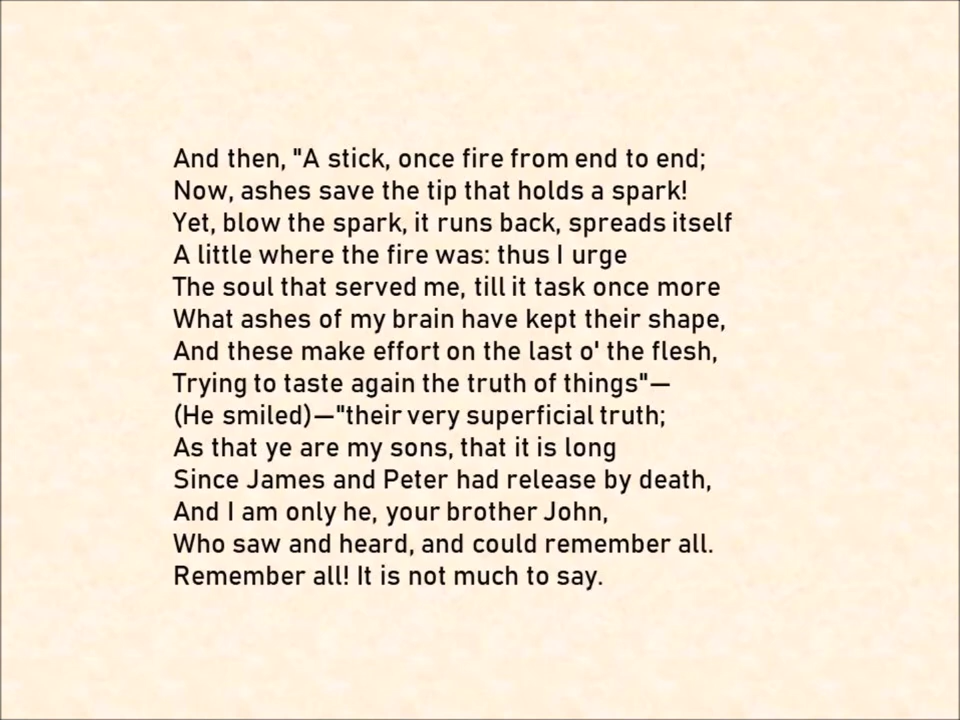 And then, "A stick, once fire from end to end;
Now, ashes save the tip that holds a spark!
Yet, blow the spark, it runs back, spreads itself
A little where the fire was: thus I urge
The soul that served me, till it task once more
What ashes of my brain have kept their shape,
And these make effort on the last o' the flesh,
Trying to taste again the truth of things"—
(He smiled)—"their very superficial truth;
As that ye are my sons, that it is long
Since James and Peter had release by death,
And I am only he, your brother John,
Who saw and heard, and could remember all.
Remember all! It is not much to say.